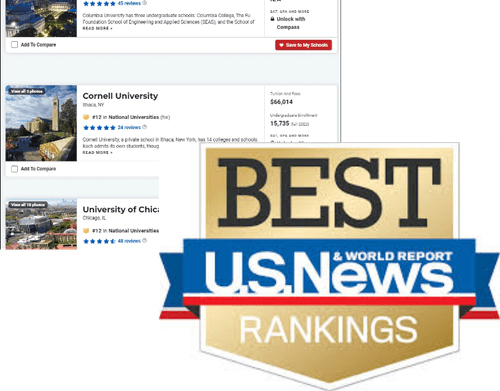 45 reviews
SAT, GPA AND MORE
Unlock with
Compass
Columbia University has three undergraduate schools: Columbia College, The Fu
Foundation School of Engineering and Applied Sciences (SEAS), and the School of
READ MORE »
Add To Compare
Save to My Schools
View all 5 photos
Cornell University
Ithaca, NY
#12 in National Universities (tie)
24 reviews
Cornell University, a private school in Ithaca, New York, has 14 colleges and schools.
Each admits its own students, though
READ MORE »
Tuition and Fees
$66,014
Undergraduate Enrollment
15,735 (fall 2022)
SAT, GPA AND MORE
Add To Compare
View all 10 photos
University of Chica
Chicago, IL
#12 in National Universities
48 reviews
BEST
U.S.News
& WORLD REPORT
RANKINGS